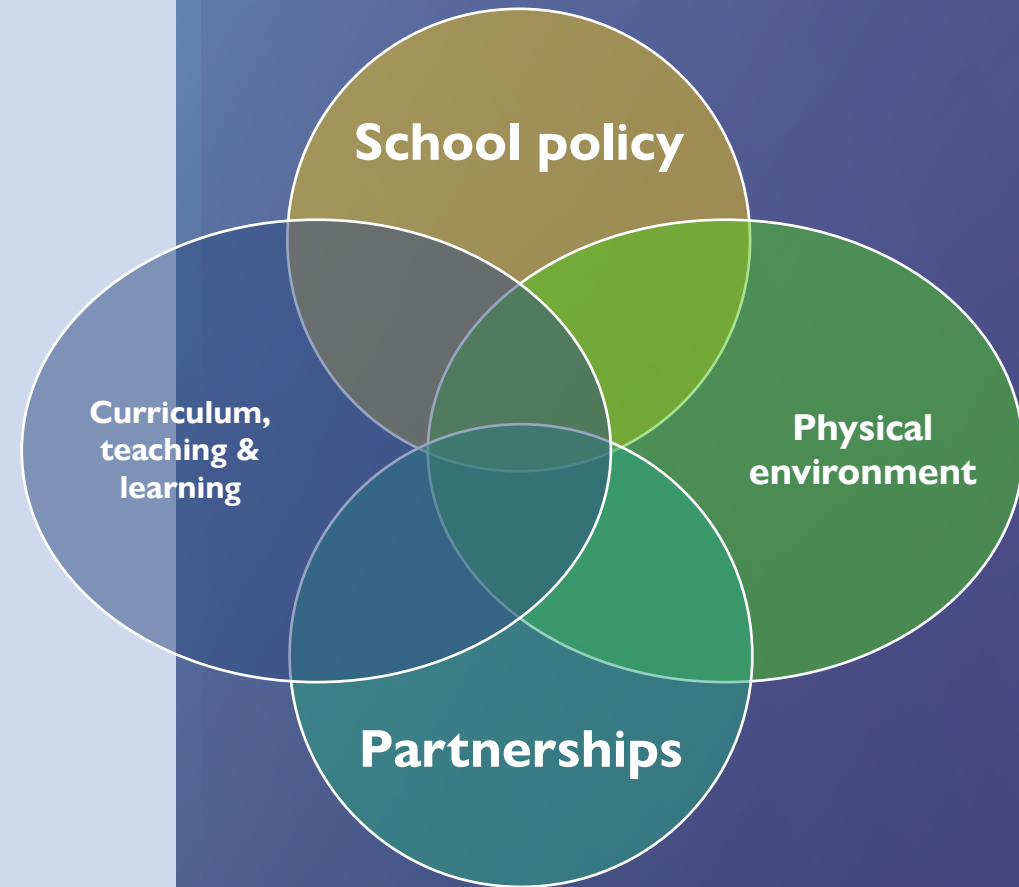 School policy
Curriculum,
teaching &
learning
Physical
environment
Partnerships